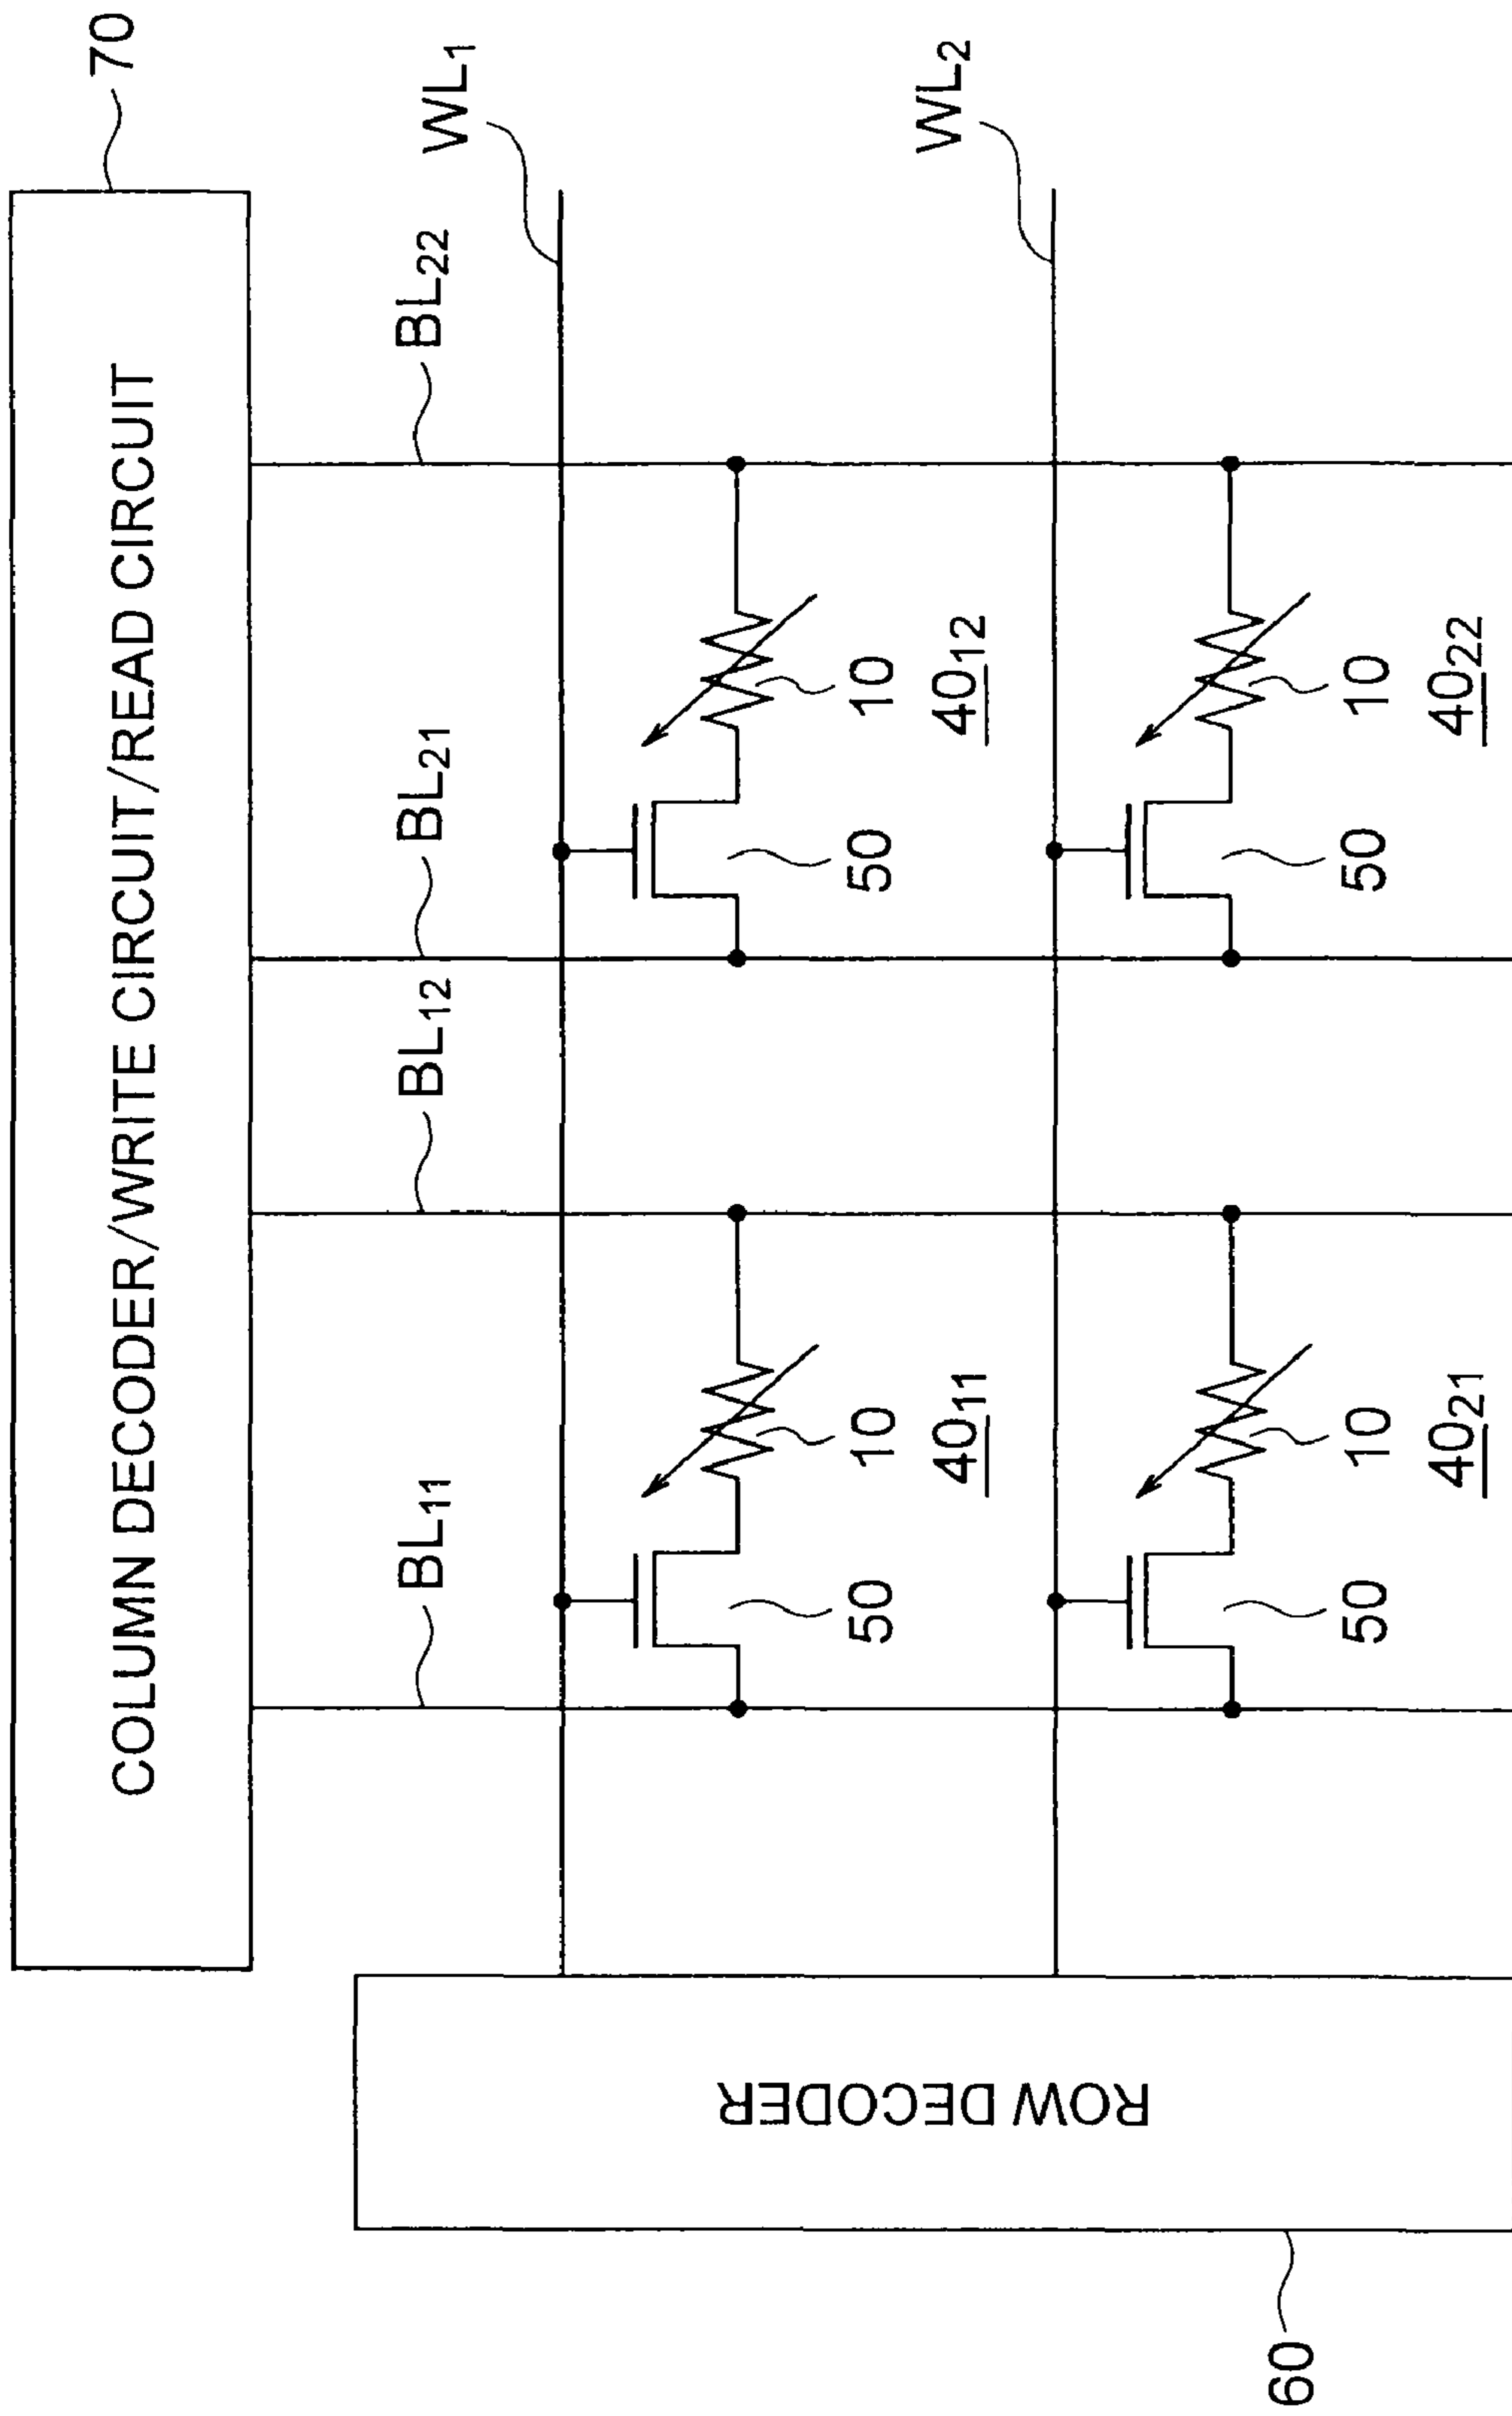 70
COLUMN DECODER/WRITE CIRCUIT/READ CIRCUIT
BL₁₁
BL₁₂
BL₂₁
BL₂₂
WL₁
50
10
50
10
40₁₁
40₁₂
WL₂
50
10
50
10
40₂₁
40₂₂
ROW DECODER
60